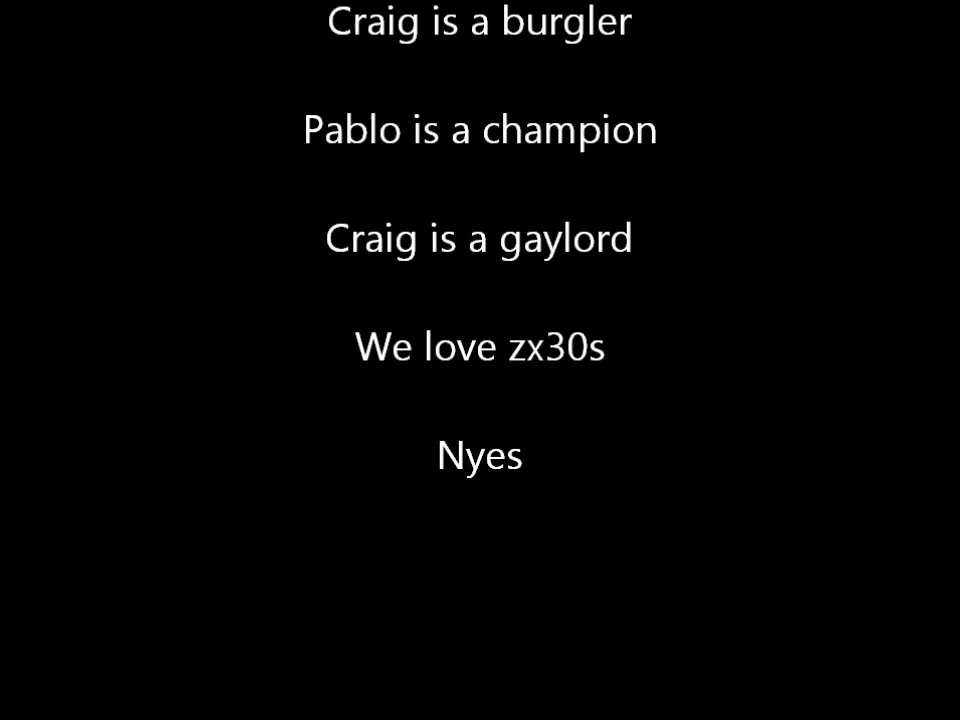 Craig is a burgler
Pablo is a champion
Craig is a gaylord
We love zx30s
Nyes